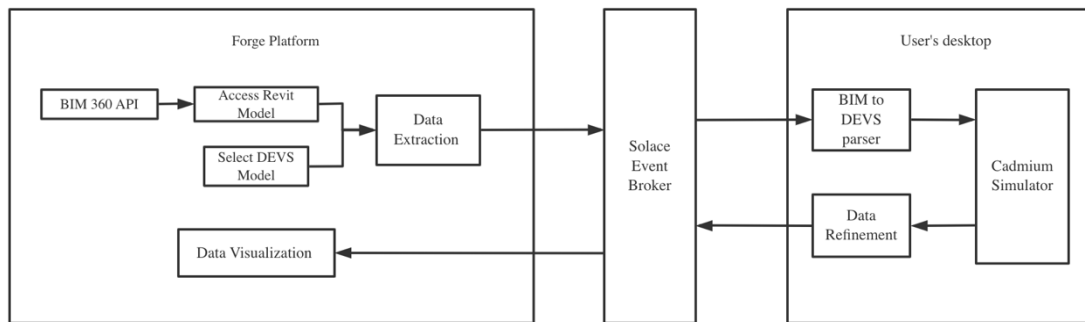 Forge Platform
BIM 360 API
Access Revit
Model
Select DEVS
Model
Data
Extraction
Data Visualization
Solace
Event
Broker
User's desktop
BIM to
DEVS
parser
Cadmium
Simulator
Data
Refinement